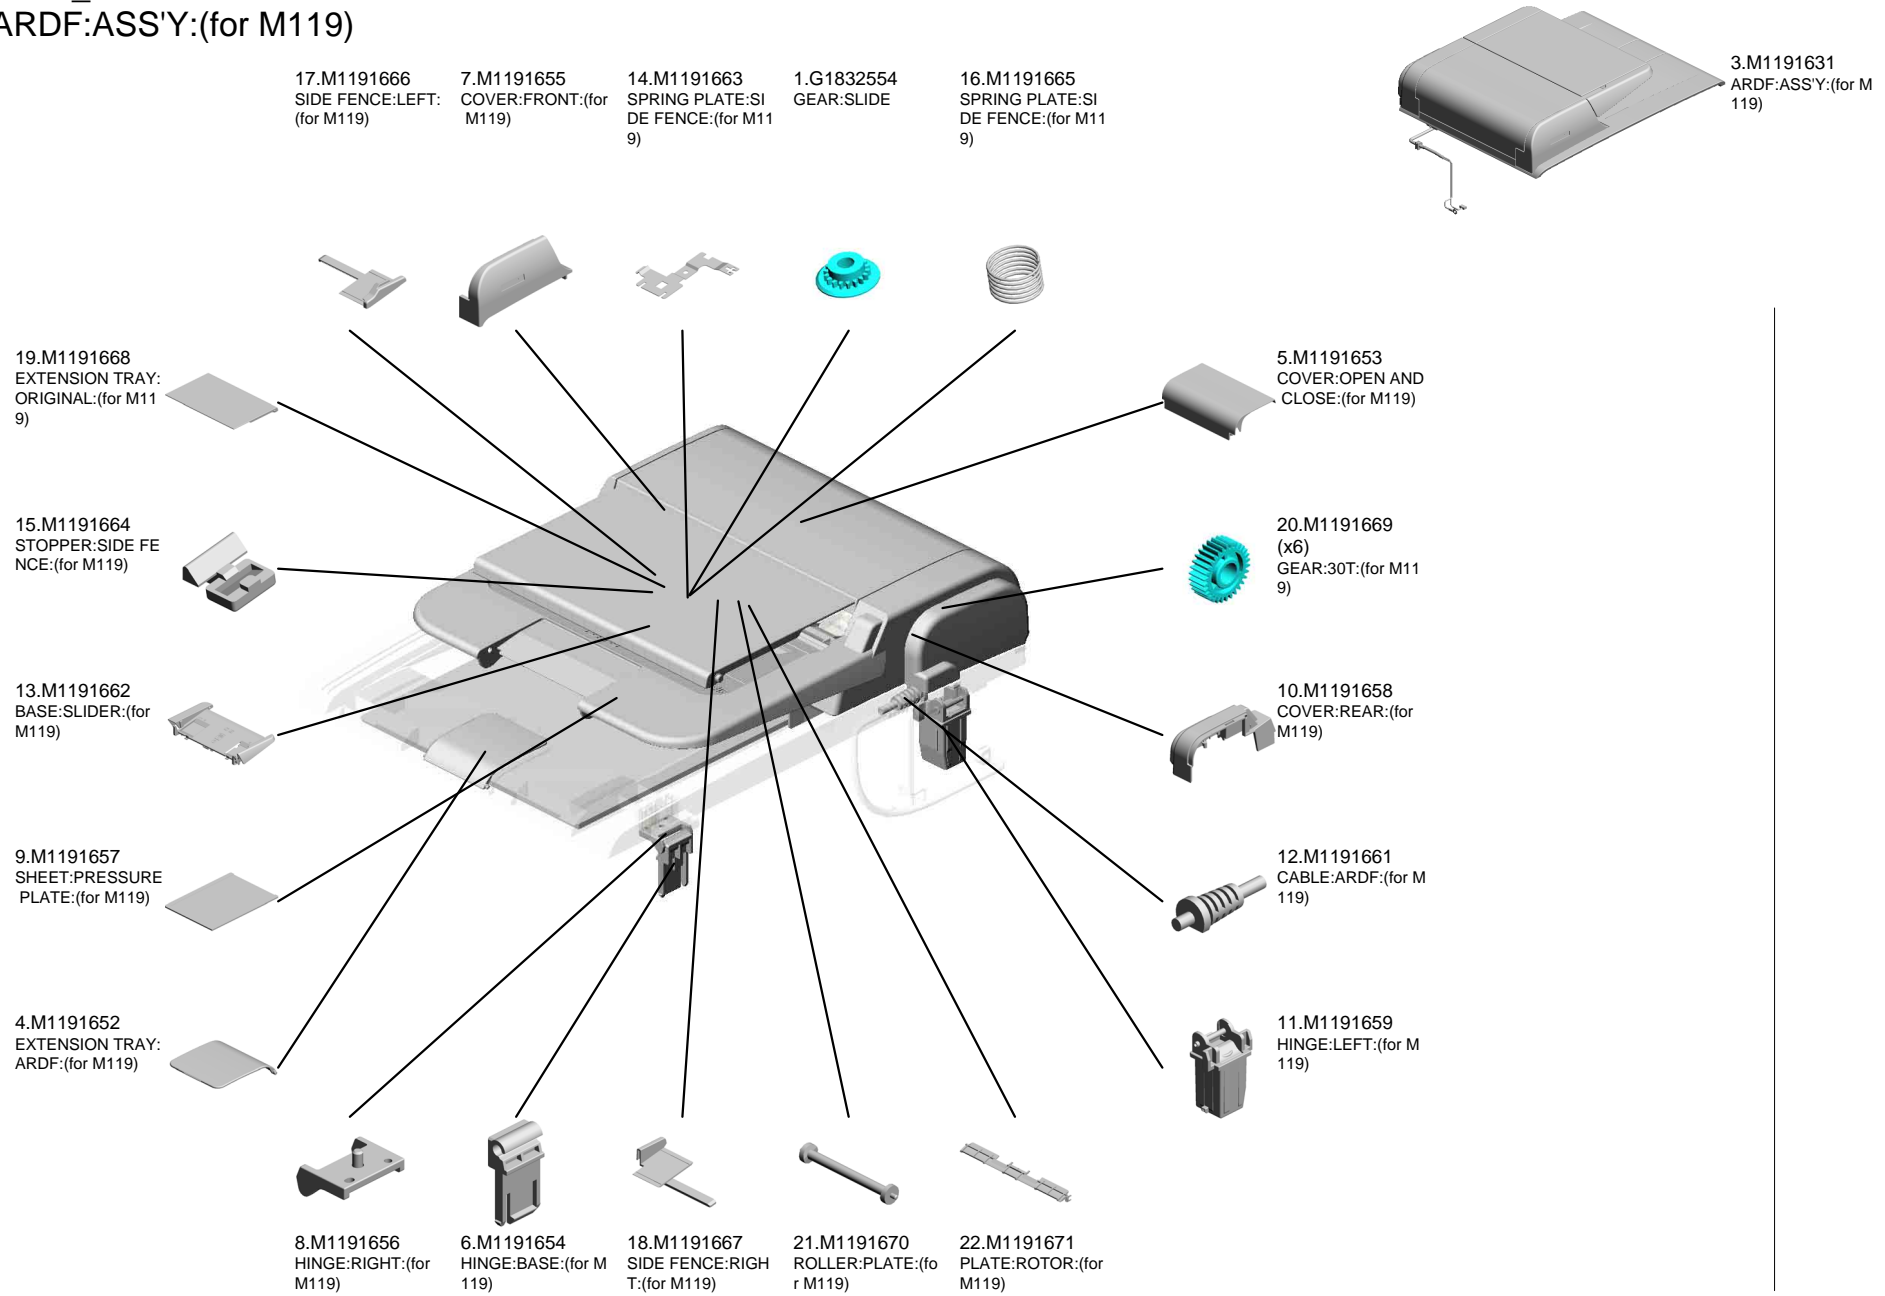 ARDF:ASS'Y:(for M119)
17.M1191666
SIDE FENCE:LEFT:
(for M119)
7.M1191655
COVER:FRONT:(for
M119)
14.M1191663
SPRING PLATE:SI
DE FENCE:(for M11
9)
1.G1832554
GEAR:SLIDE
16.M1191665
SPRING PLATE:SI
DE FENCE:(for M11
9)
3.M1191631
ARDF:ASS'Y:(for M
119)
19.M1191668
EXTENSION TRAY:
ORIGINAL:(for M11
9)
5.M1191653
COVER:OPEN AND
CLOSE:(for M119)
15.M1191664
STOPPER:SIDE FE
NCE:(for M119)
20.M1191669
(x6)
GEAR:30T:(for M11
9)
13.M1191662
BASE:SLIDER:(for
M119)
10.M1191658
COVER:REAR:(for
M119)
9.M1191657
SHEET:PRESSURE
PLATE:(for M119)
12.M1191661
CABLE:ARDF:(for M
119)
4.M1191652
EXTENSION TRAY:
ARDF:(for M119)
11.M1191659
HINGE:LEFT:(for M
119)
8.M1191656
HINGE:RIGHT:(for
M119)
6.M1191654
HINGE:BASE:(for M
119)
18.M1191667
SIDE FENCE:RIGH
T:(for M119)
21.M1191670
ROLLER:PLATE:(fo
r M119)
22.M1191671
PLATE:ROTOR:(for
M119)